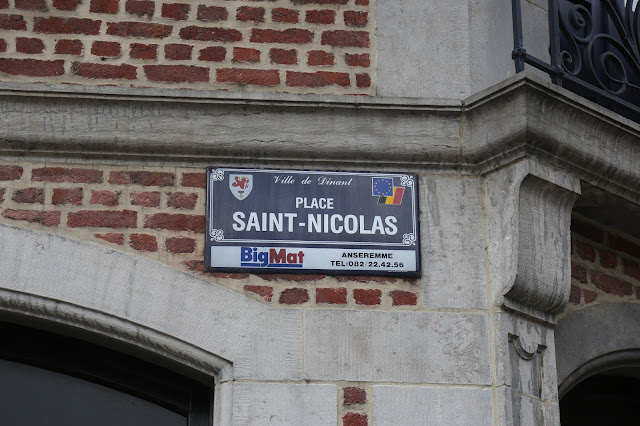 Ville de Dinant
PLACE
SAINT-NICOLAS
BigMat
ANSEREMME
TEL:082/22.42.56